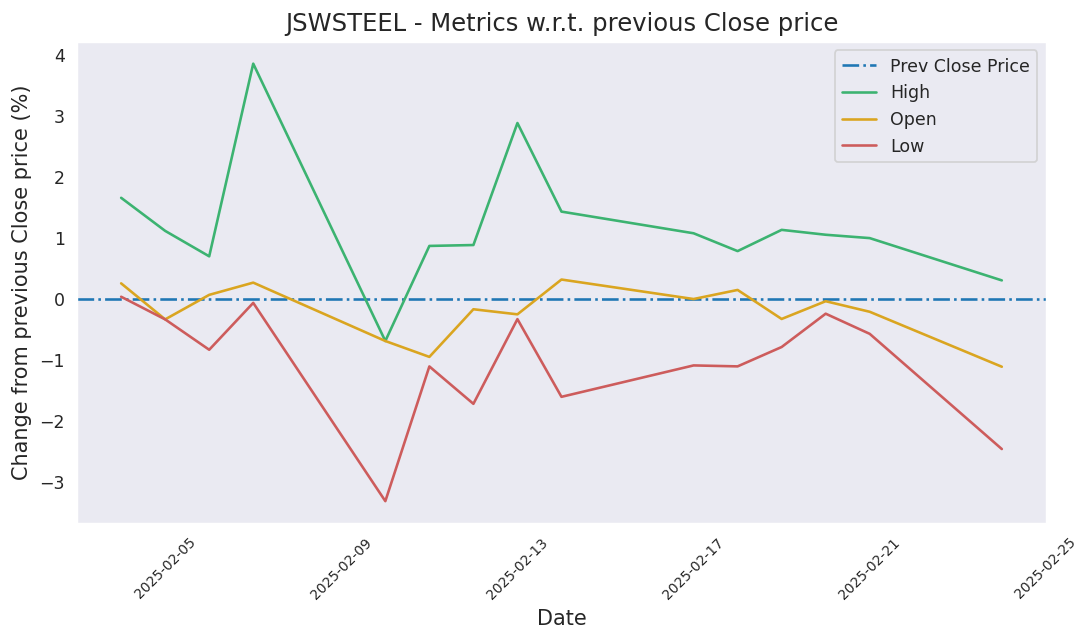 JSWSTEEL - Metrics w.r.t. previous Close price
Change from previous Close price (%)
4
3
2
1
0
−1
−2
−3
Prev Close Price
High
Open
Low
2025-02-05
2025-02-09
2025-02-13
2025-02-17
2025-02-21
2025-02-25
Date